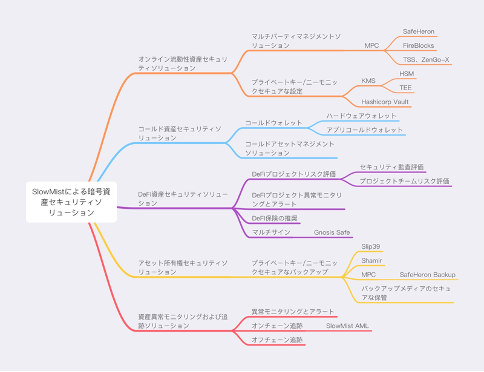 SlowMistによる暗号資
産セキュリティソ
リューション
オンライン流動性資産セキュリ
ティソリューション
マルチパーティマネジメントソ
リューション
MPC
SafeHeron
FireBlocks
TSS、ZenGo-X
プライベートキー/ニーモニッ
クセキュアな設定
KMS
HSM
TEE
Hashicorp Vault
コールド資産セキュリティソ
リューション
コールドウォレット
ハードウェアウォレット
アプリコールドウォレット
コールドアセットマネジメント
ソリューション
DeFi資産セキュリティソリュー
ション
DeFiプロジェクトリスク評価
セキュリティ監査評価
プロジェクトチームリスク評価
DeFiプロジェクト異常モニタリ
ングとアラート
DeFi保険の推奨
マルチサイン
Gnosis Safe
アセット所有権セキュリティソ
リューション
プライベートキー/ニーモニッ
クセキュアなバックアップ
Slip39
Shamir
MPC
SafeHeron Backup
バックアップメディアのセキュ
アな保管
資産異常モニタリングおよび追
跡ソリューション
異常モニタリングとアラート
オンチェーン追跡
SlowMist AML
オフチェーン追跡